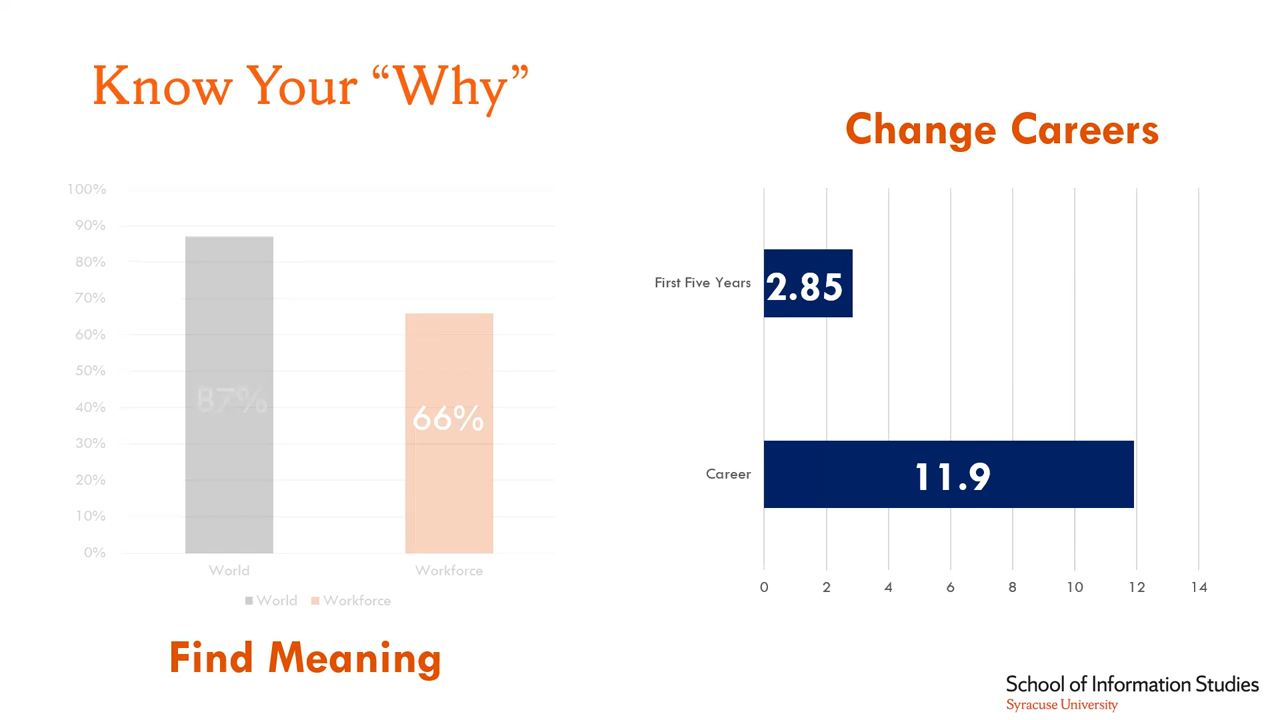 Know Your “Why”
Change Careers
100%
90%
80%
70%
60%
50%
40%
30%
20%
10%
0%
87%
66%
World
Workforce
World
Workforce
Find Meaning
First Five Years
2.85
Career
11.9
0 2 4 6 8 10 12 14
School of Information Studies
Syracuse University